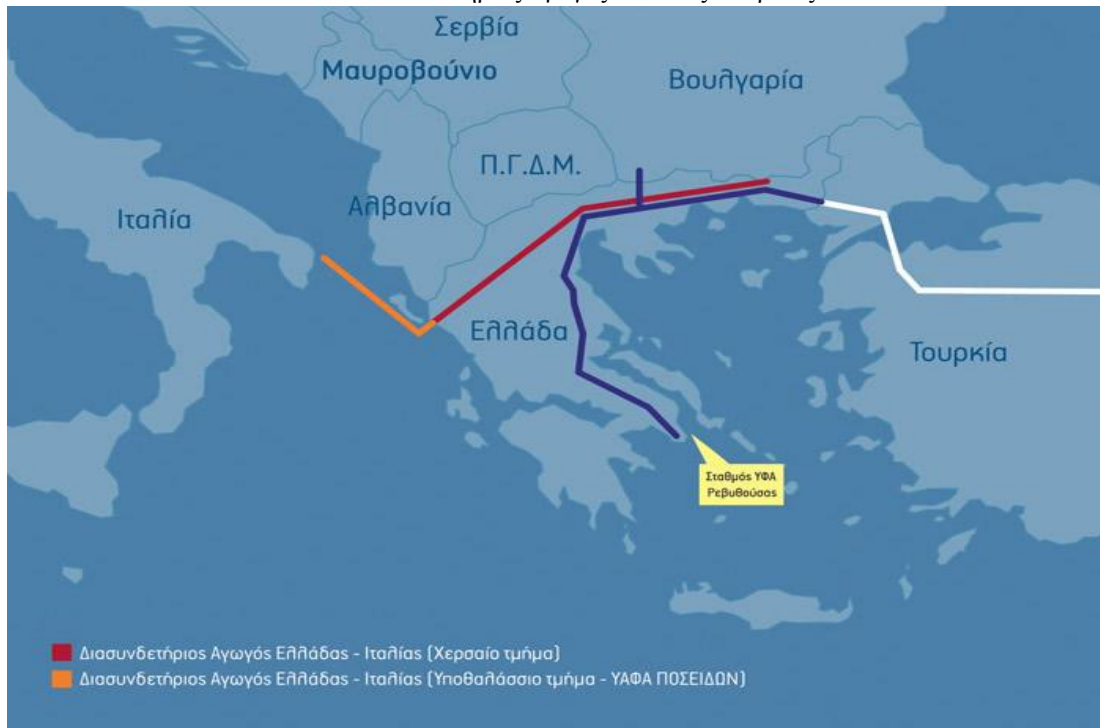 Σερβία
Μαυροβούνιο
Βουλγαρία
Π.Γ.Δ.Μ.
Αλβανία
Ιταλία
Ελλάδα
Τουρκία
Σταθμός ΥΦΑ
Ρεβυθούσας
Διασυνδετήριος Αγωγός Ελλάδας - Ιταλίας (Χερσαίο τμήμα)
Διασυνδετήριος Αγωγός Ελλάδας - Ιταλίας (Υποθαλάσσιο τμήμα - ΥΑΦΑ ΠΟΣΕΙΔΩΝ)